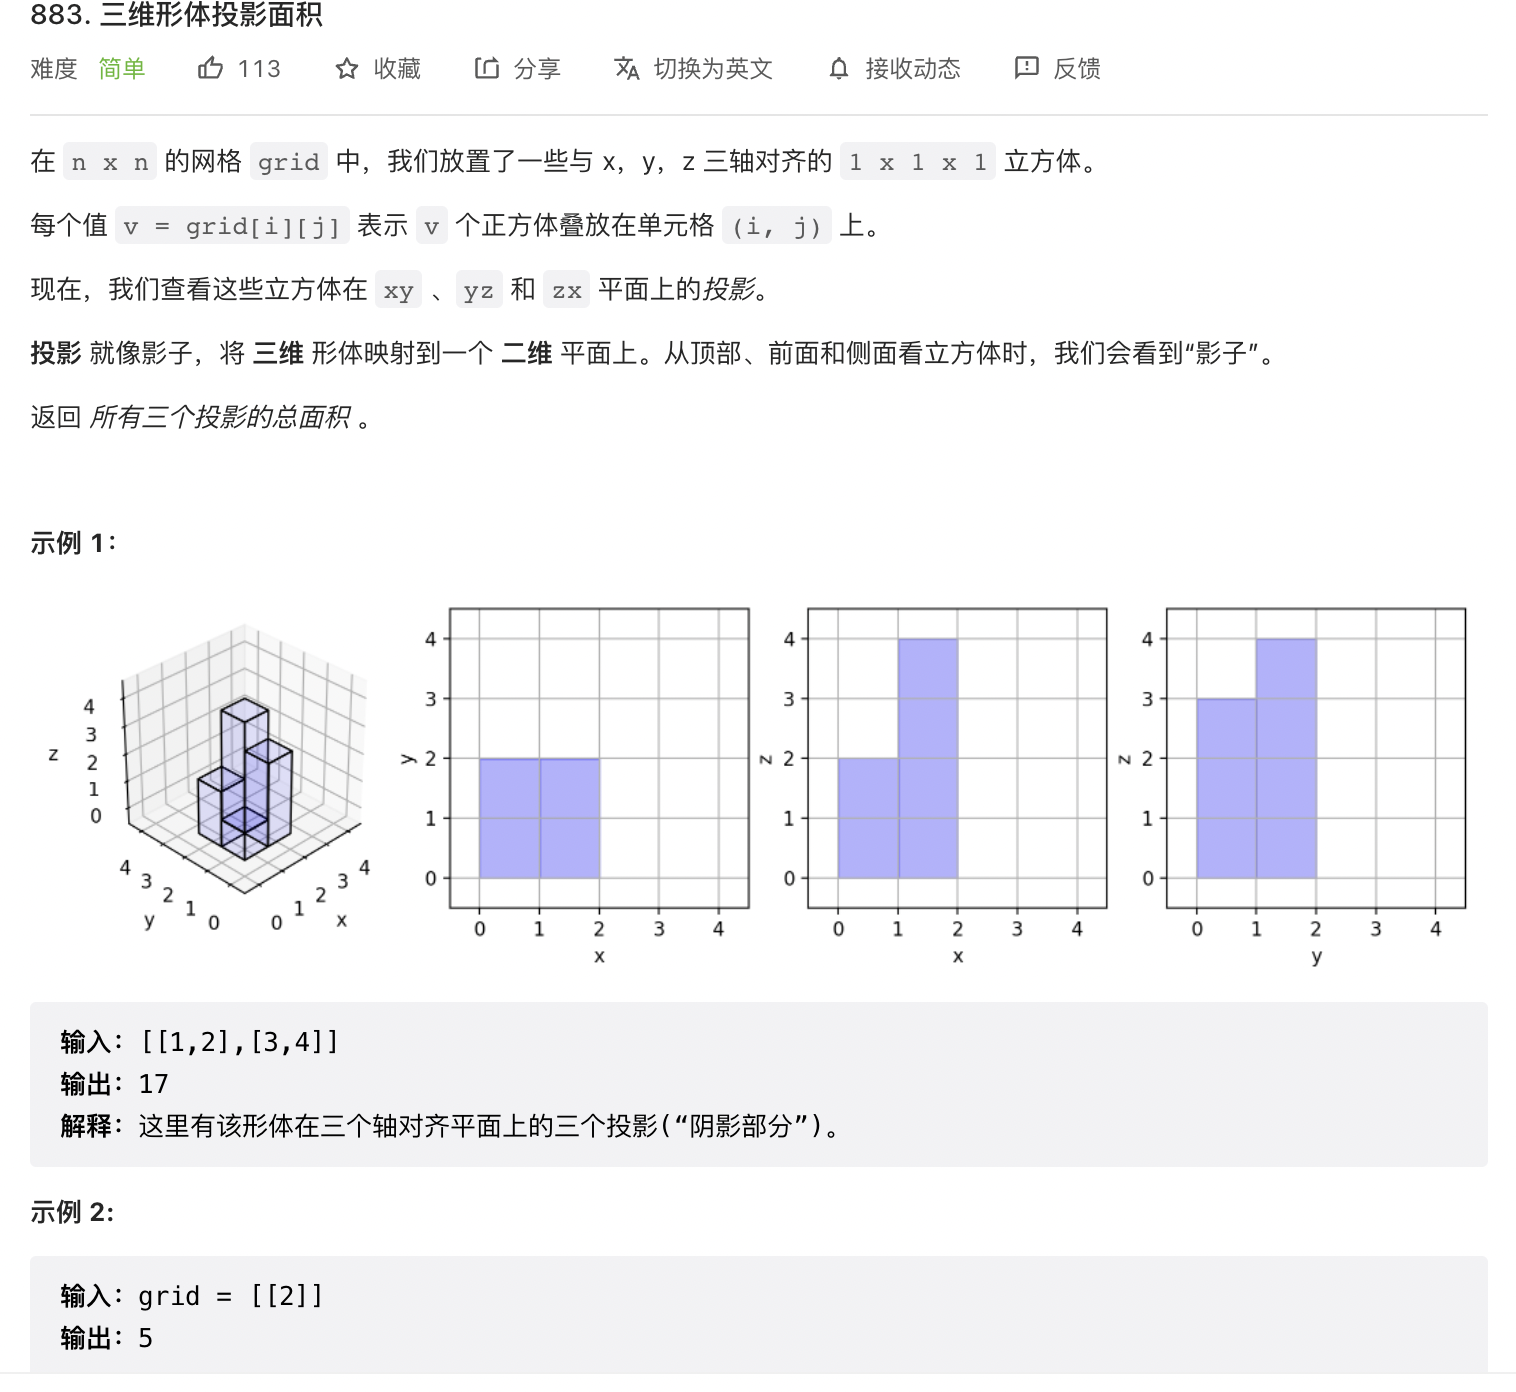 883. 三维形体投影面积
难度 简单 113 收藏 分享 切换为英文 接收动态 反馈
在 n x n 的网格 grid 中，我们放置了一些与 x，y，z 三轴对齐的 1 x 1 x 1 立方体。
每个值 v = grid[i][j] 表示 v 个正方体叠放在单元格 (i, j) 上。
现在，我们查看这些立方体在 xy 、yz 和 zx 平面上的投影。
投影 就像影子，将 三维 形体映射到一个 二维 平面上。从顶部、前面和侧面看立方体时，我们会看到“影子”。
返回 所有三个投影的总面积 。
示例 1：
z 4 3 2 1 0
4 3 2 1 0 y
0 1 2 3 4 x
y 4 3 2 1 0
0 1 2 3 4
x
z 4 3 2 1 0
0 1 2 3 4
x
z 4 3 2 1 0
0 1 2 3 4
y
输入：[[1,2],[3,4]]
输出：17
解释：这里有该形体在三个轴对齐平面上的三个投影(“阴影部分”)。
示例 2:
输入：grid = [[2]]
输出：5